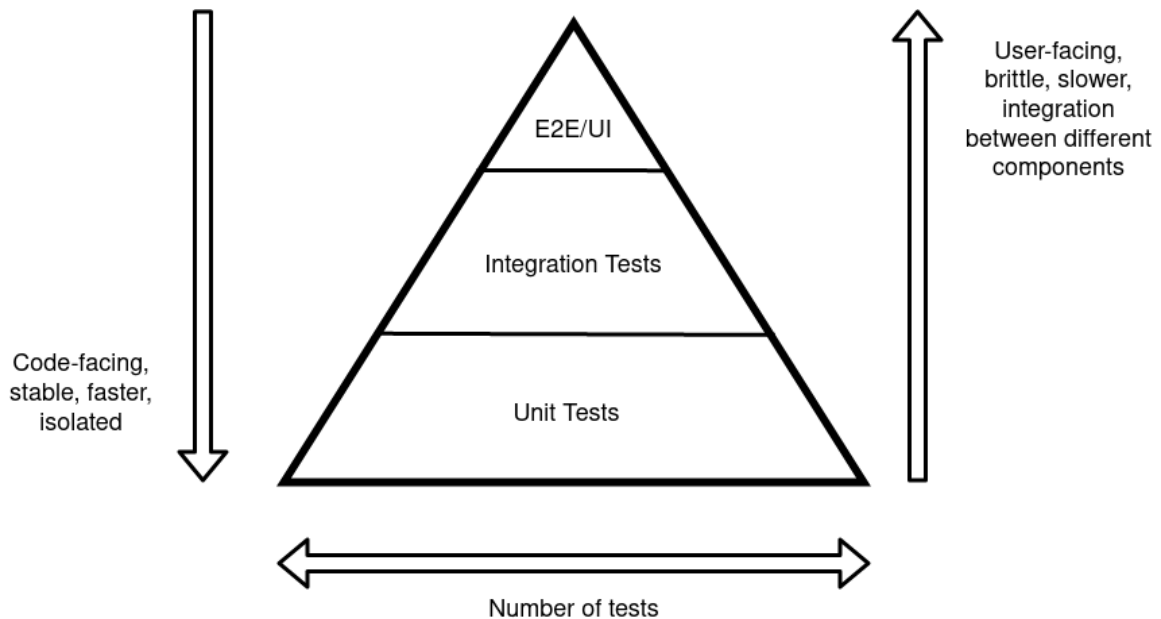 User-facing,
brittle, slower,
integration
between different
components
E2E/UI
Integration Tests
Code-facing,
stable, faster,
isolated
Unit Tests
Number of tests